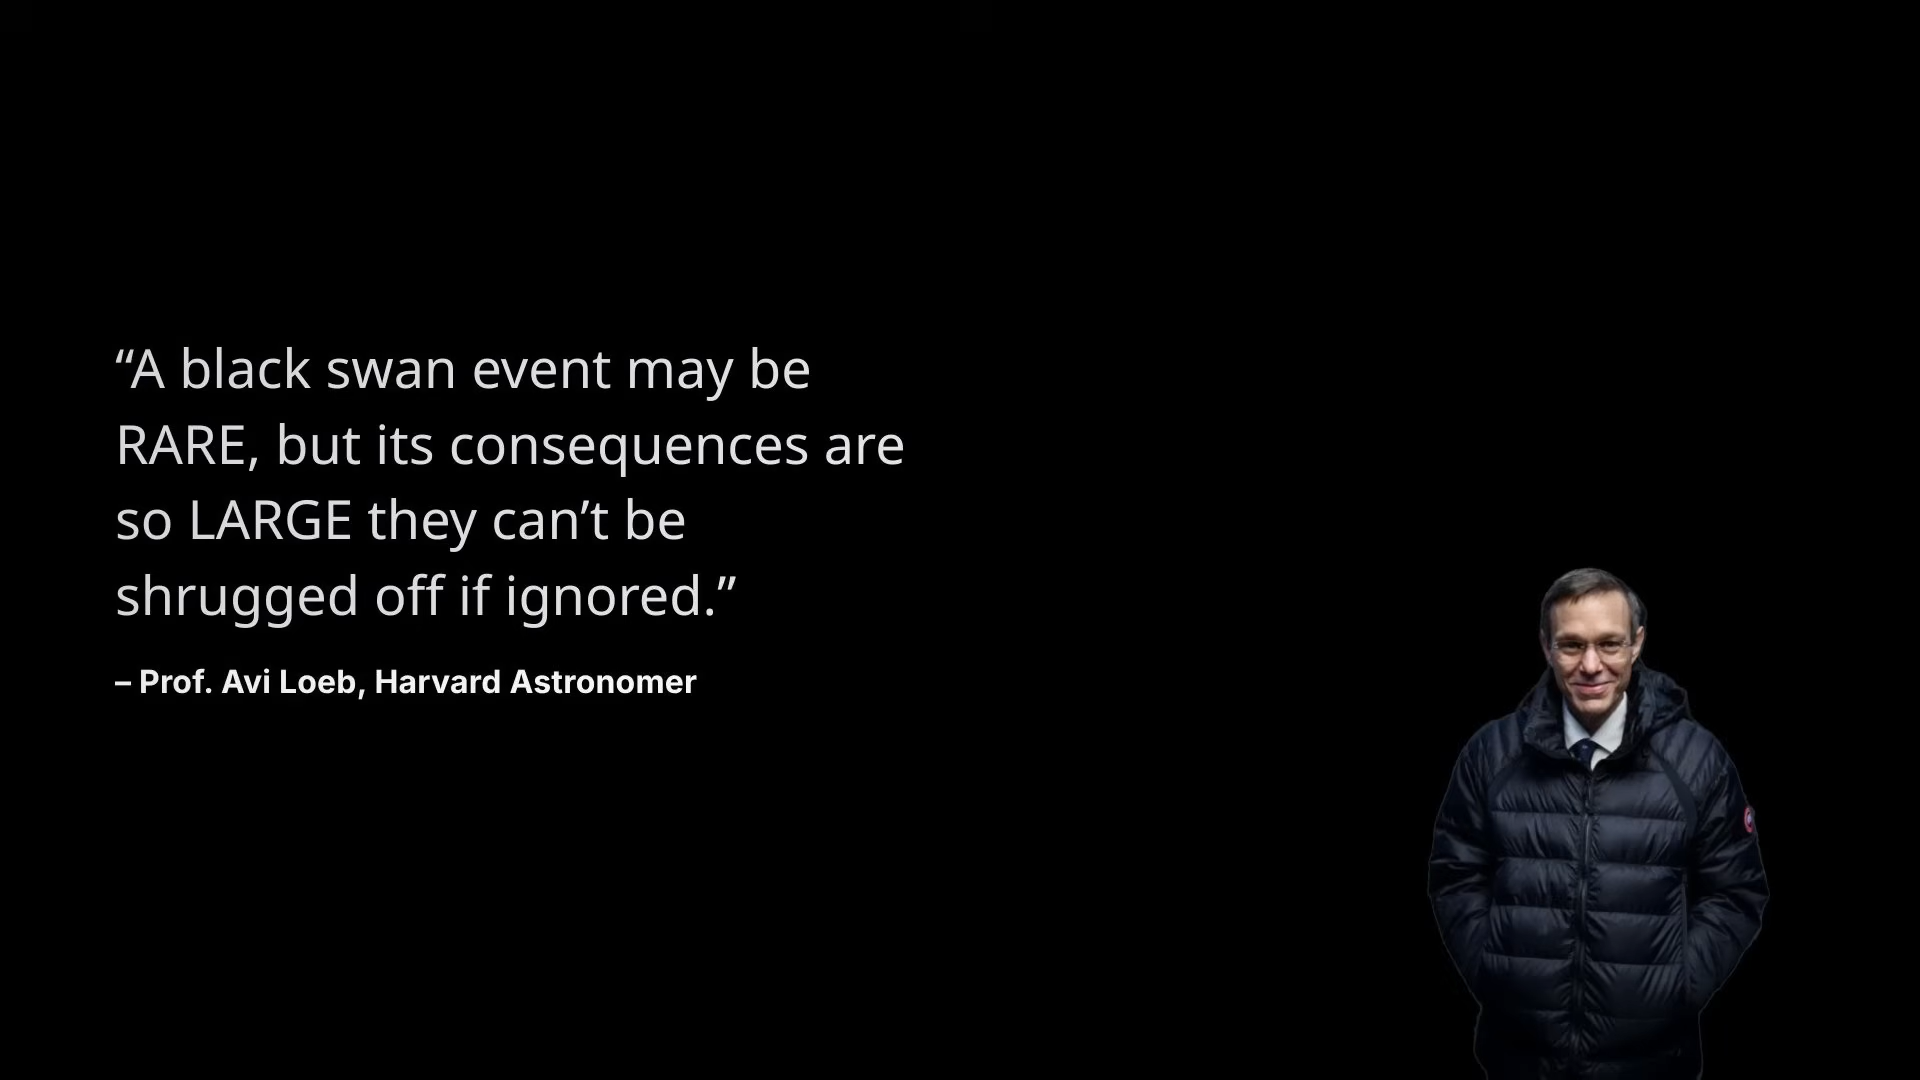 “A black swan event may be
RARE, but its consequences are
so LARGE they can’t be
shrugged off if ignored.”
– Prof. Avi Loeb, Harvard Astronomer